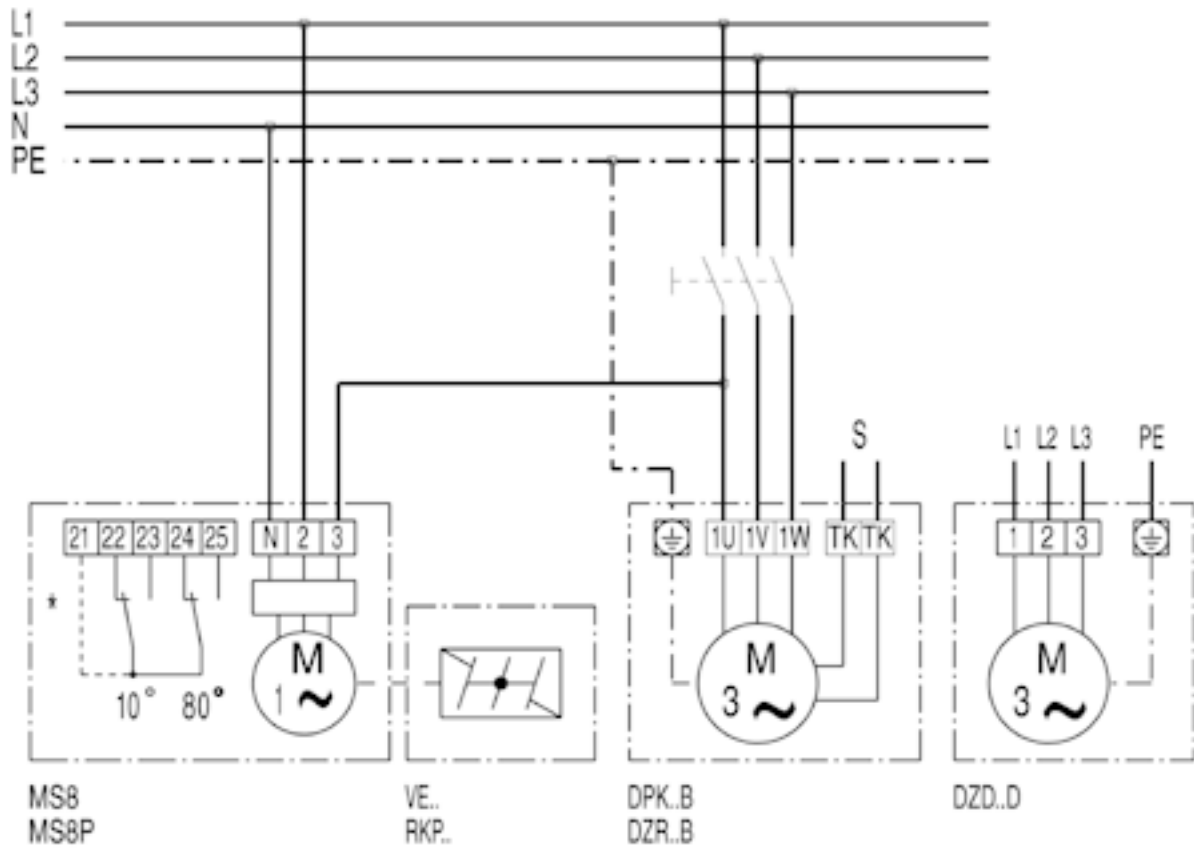 L1
L2
L3
N
PE
S
L1 L2 L3 PE
21 22 23 24 25 N 2 3 1U 1V 1W TK TK 1 2 3
*
M
1 ~
M
3 ~
M
3 ~
10° 80°
MS8 VE.. DPK..B DZD..D
MS8P RKP.. DZR..B